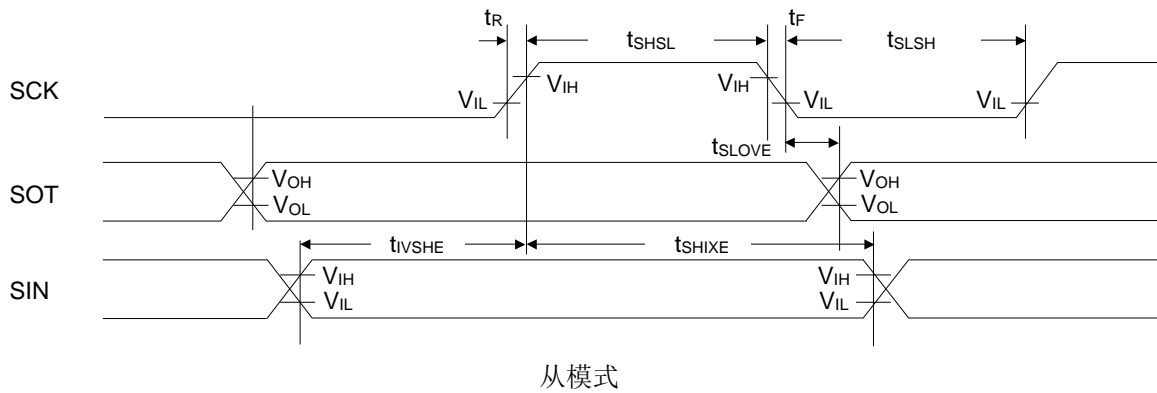 tR tSHSL tF tSLSH
SCK VIL VIH VIH VIL VIL
tSLOVE
SOT VOH VOL VOH VOL
tIVSHE tSHIXE
SIN VIH VIL VIH VIL
从模式